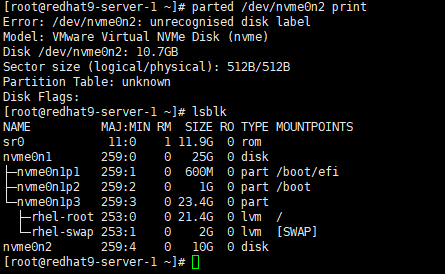 [root@redhat9-server-1 ~]# parted /dev/nvme0n2 print
Error: /dev/nvme0n2: unrecognised disk label
Model: VMware Virtual NVMe Disk (nvme)
Disk /dev/nvme0n2: 10.7GB
Sector size (logical/physical): 512B/512B
Partition Table: unknown
Disk Flags:
[root@redhat9-server-1 ~]# lsblk
NAME          MAJ:MIN RM  SIZE RO TYPE MOUNTPOINTS
sr0            11:0    1 11.9G  0 rom
nvme0n1       259:0    0   25G  0 disk
├─nvme0n1p1   259:1    0  600M  0 part /boot/efi
├─nvme0n1p2   259:2    0    1G  0 part /boot
└─nvme0n1p3   259:3    0 23.4G  0 part
  ├─rhel-root 253:0    0 21.4G  0 lvm  /
  └─rhel-swap 253:1    0    2G  0 lvm  [SWAP]
nvme0n2       259:4    0   10G  0 disk
[root@redhat9-server-1 ~]#